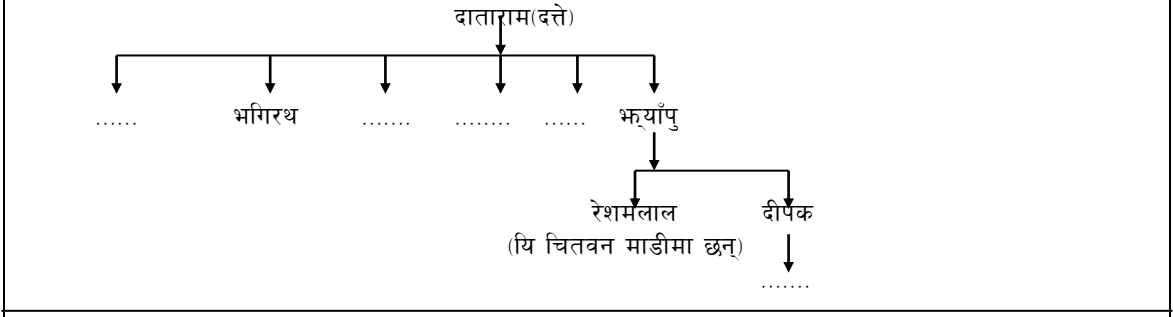 दाताराम(दत्ते)
...... भगिरथ ....... ........ ...... झ्याँपु
रेशमलाल दीपक
(यि चितवन माडीमा छन्)
.......